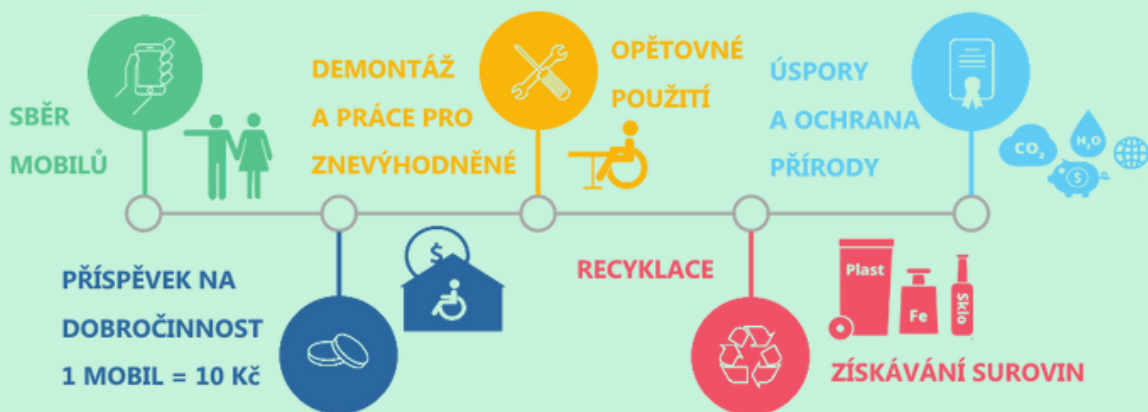 SBĚR
MOBILŮ
PŘÍSPĚVEK NA
DOBROČINNOST
1 MOBIL = 10 Kč
$
DEMONTÁŽ
A PRÁCE PRO
ZNEVÝHODNĚNÉ
OPĚTOVNÉ
POUŽITÍ
RECYKLACE
Plast
Fe
Sklo
ZÍSKÁVÁNÍ SUROVIN
ÚSPORY
A OCHRANA
PŘÍRODY
CO₂
H₂O
$